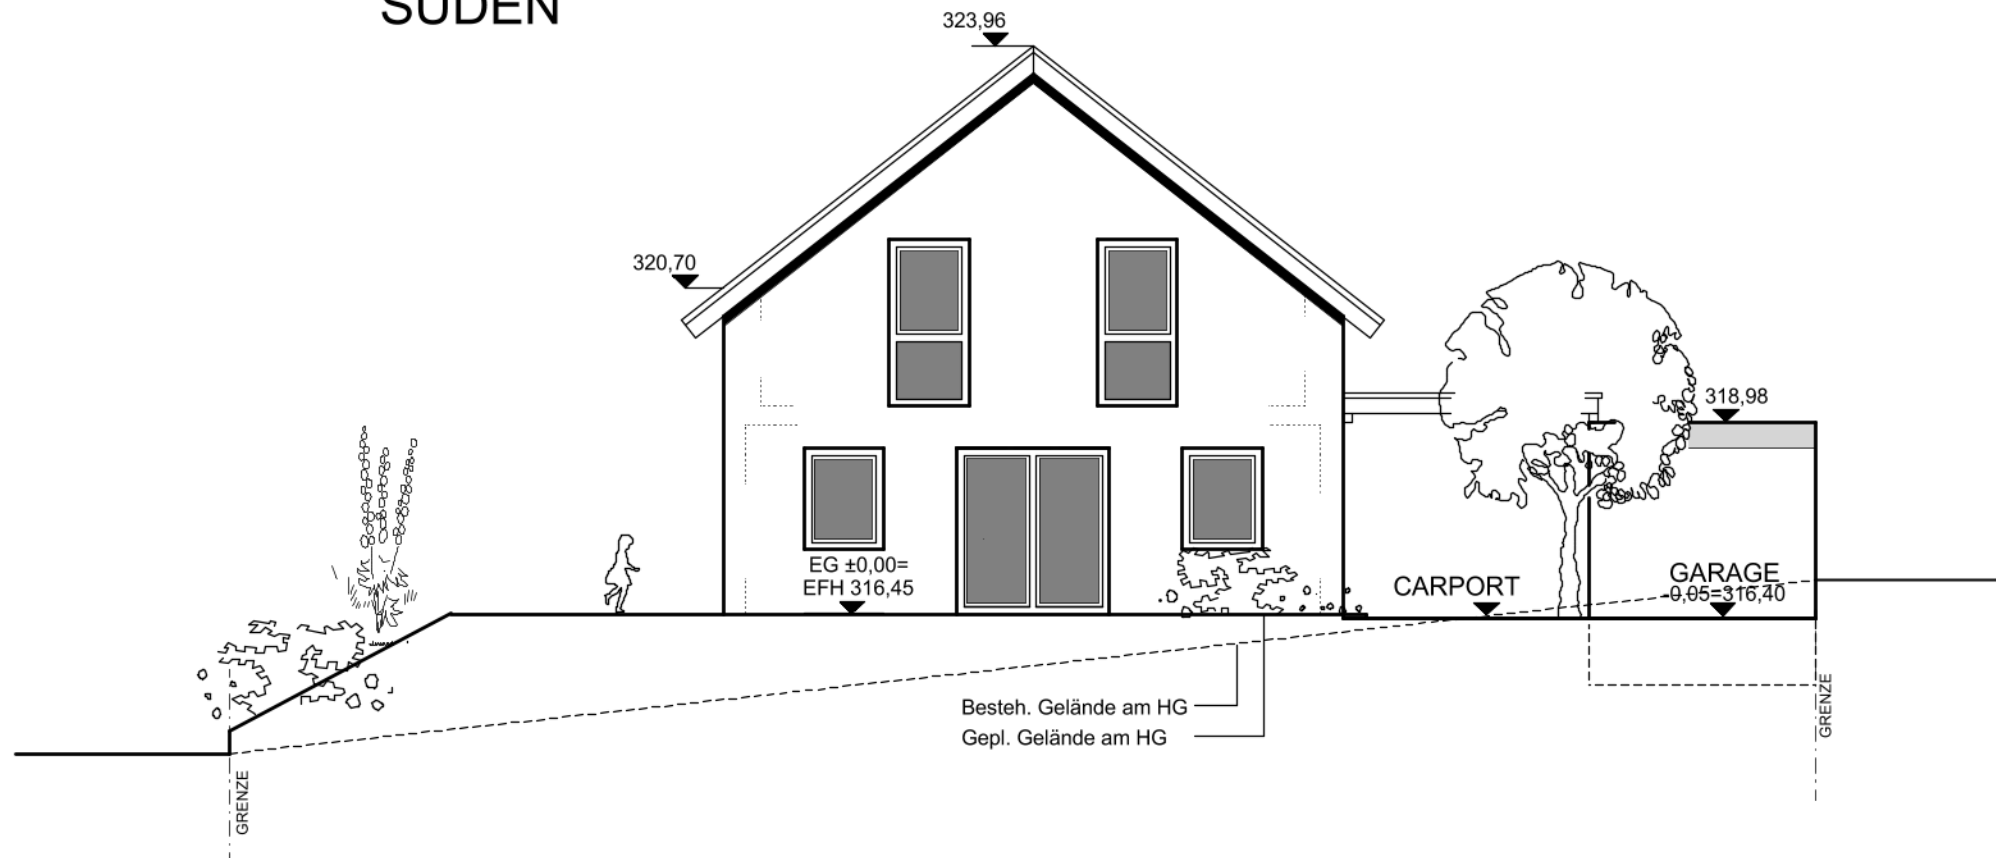 SÜDEN
323,96
320,70
318,98
EG ±0,00=
EFH 316,45
CARPORT
GARAGE
-0,05=316,40
Besteh. Gelände am HG
Gepl. Gelände am HG
GRENZE
GRENZE